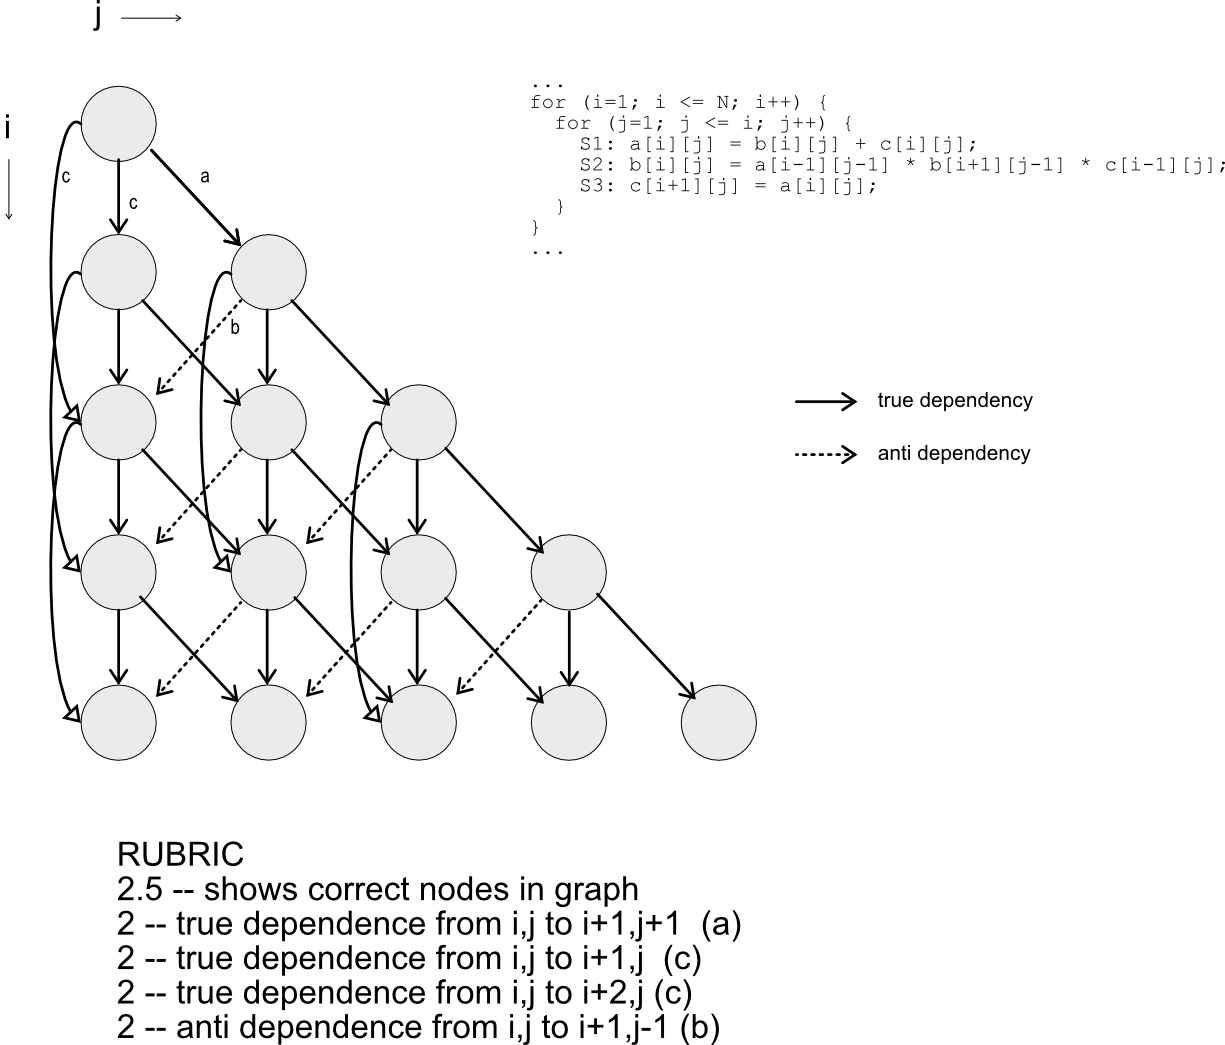 j
i
...
for (i=1; i <= N; i++) {
for (j=1; j <= i; j++) {
S1: a[i][j] = b[i][j] + c[i][j];
S2: b[i][j] = a[i-1][j-1] * b[i+1][j-1] * c[i-1][j];
S3: c[i+1][j] = a[i][j];
}
}
...
c
c
a
b
true dependency
anti dependency
RUBRIC
2.5 -- shows correct nodes in graph
2 -- true dependence from i,j to i+1,j+1 (a)
2 -- true dependence from i,j to i+1,j (c)
2 -- true dependence from i,j to i+2,j (c)
2 -- anti dependence from i,j to i+1,j-1 (b)